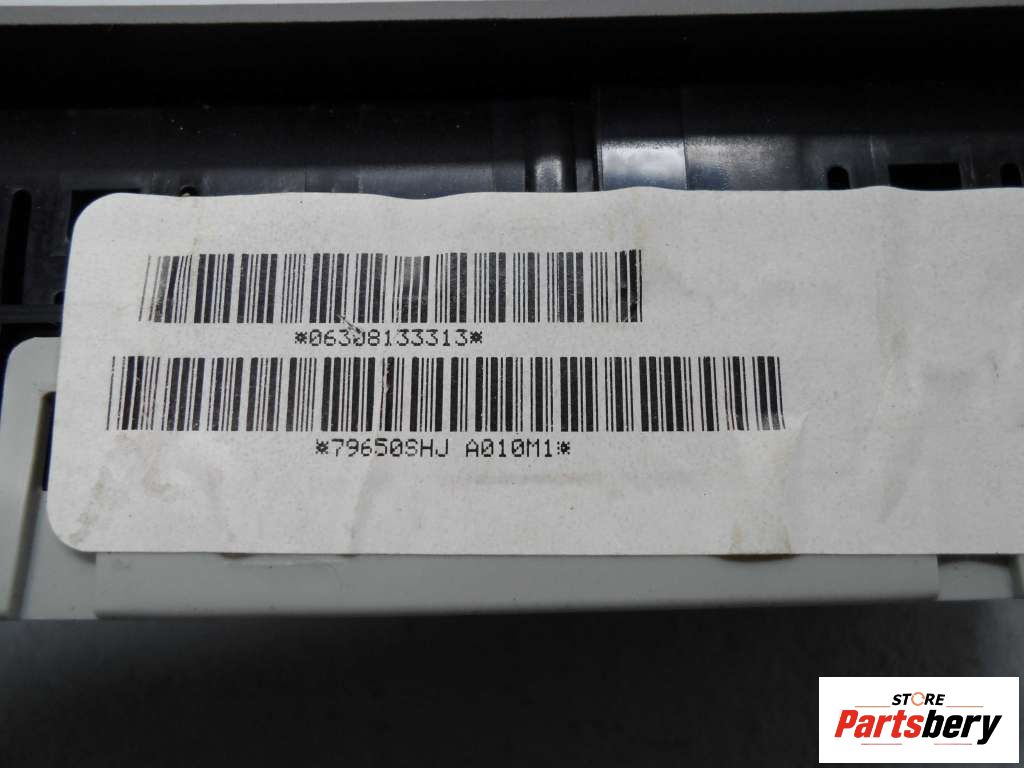 *06308133313*
*79650SHJ A010M1*
STORE
Partsbery